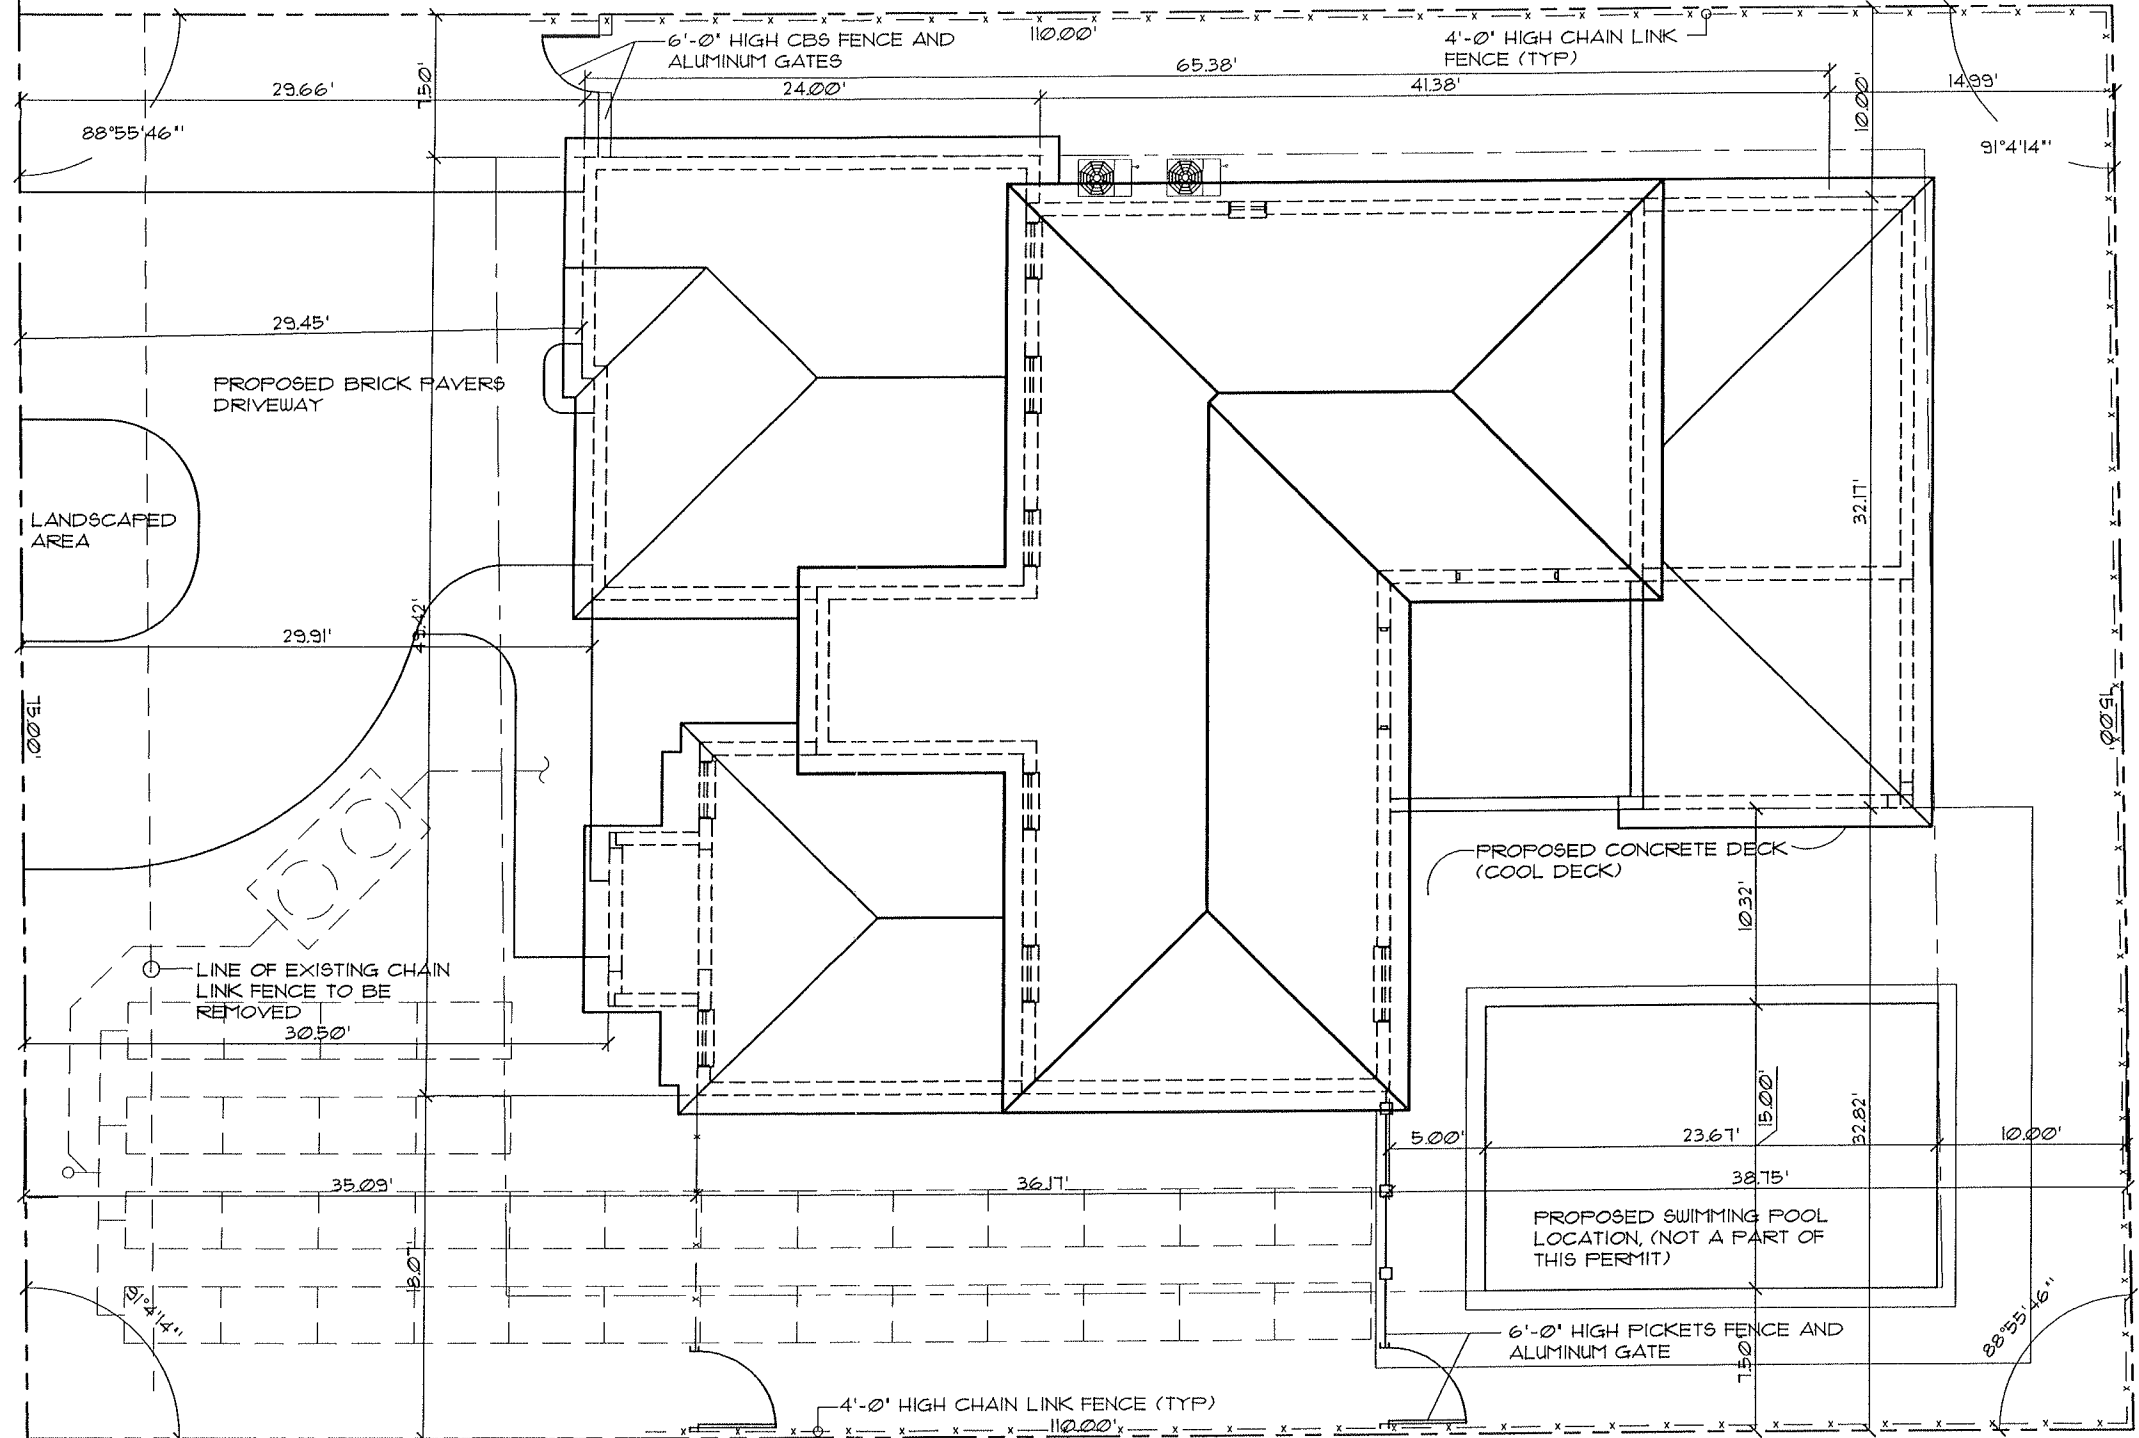 110.00'
6'-0" HIGH CBS FENCE AND
ALUMINUM GATES
4'-0" HIGH CHAIN LINK
FENCE (TYP)
65.38'
29.66'
7.50'
24.00'
41.38'
10.00'
14.99'
88°55'46"
91°4'14"
29.45'
PROPOSED BRICK PAVERS
DRIVEWAY
LANDSCAPED
AREA
32.17'
49.42'
29.91'
75.00'
75.00'
PROPOSED CONCRETE DECK
(COOL DECK)
10.32'
LINE OF EXISTING CHAIN
LINK FENCE TO BE
REMOVED
30.50'
15.00'
32.82'
5.00'
23.67'
10.00'
35.09'
36.17'
38.75'
PROPOSED SWIMMING POOL
LOCATION, (NOT A PART OF
THIS PERMIT)
18.07'
91°4'14"
88°55'46"
6'-0" HIGH PICKETS FENCE AND
ALUMINUM GATE
7.50'
4'-0" HIGH CHAIN LINK FENCE (TYP)
110.00'